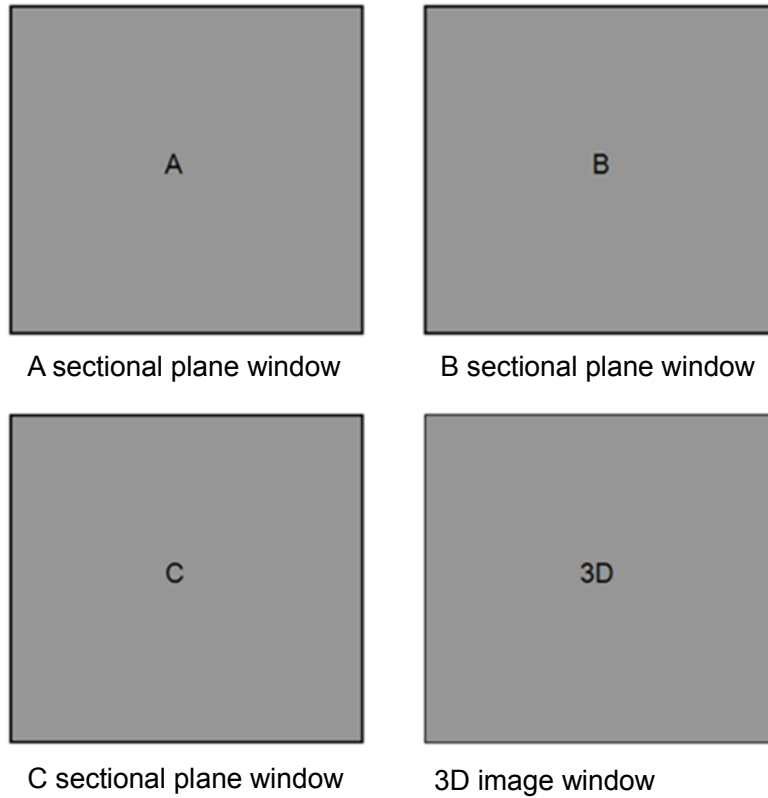 A
B
A sectional plane window
B sectional plane window
C
3D
C sectional plane window
3D image window